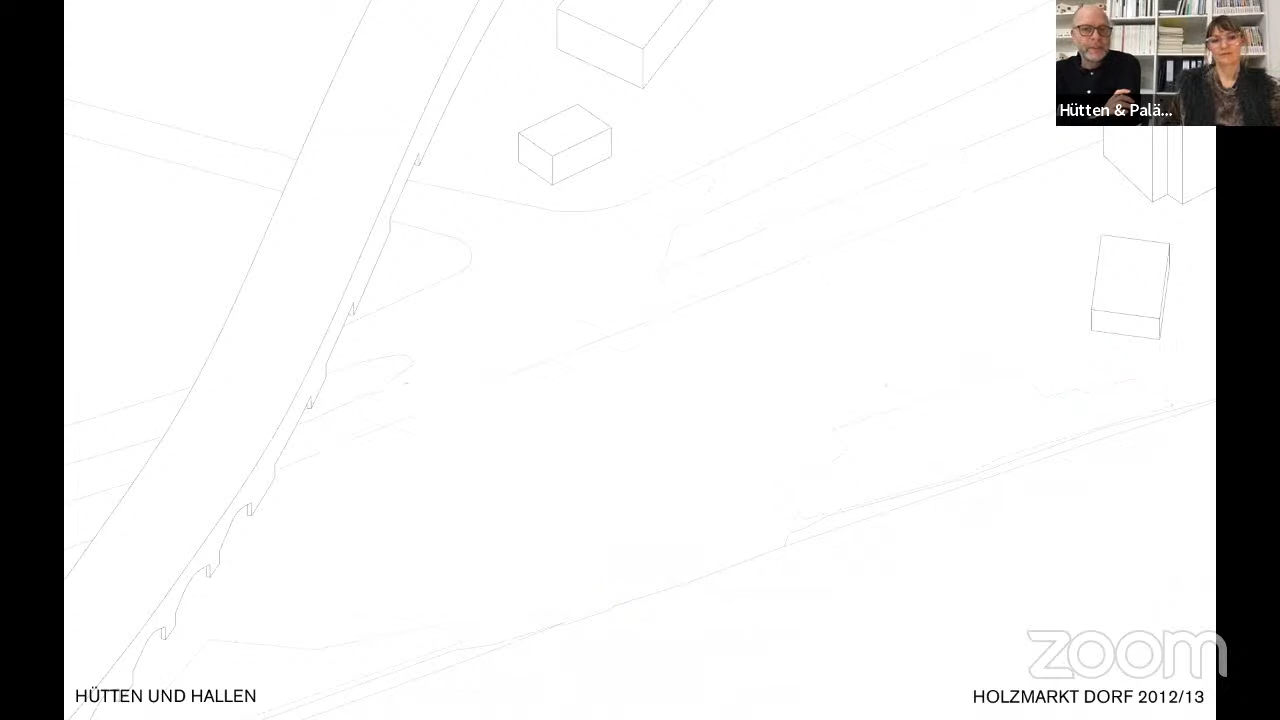 Hütten & Palä...
zoom
HÜTTEN UND HALLEN
HOLZMARKT DORF 2012/13